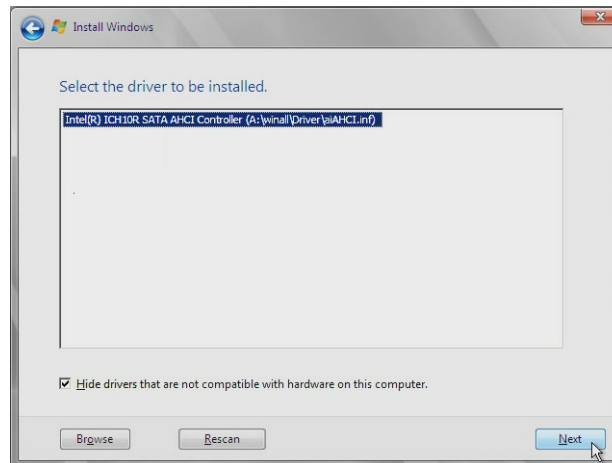 Install Windows
Select the driver to be installed.
Intel(R) ICH10R SATA AHCI Controller (A:\winall\Driver\iaAHCI.inf)
Hide drivers that are not compatible with hardware on this computer.
Browse
Rescan
Next